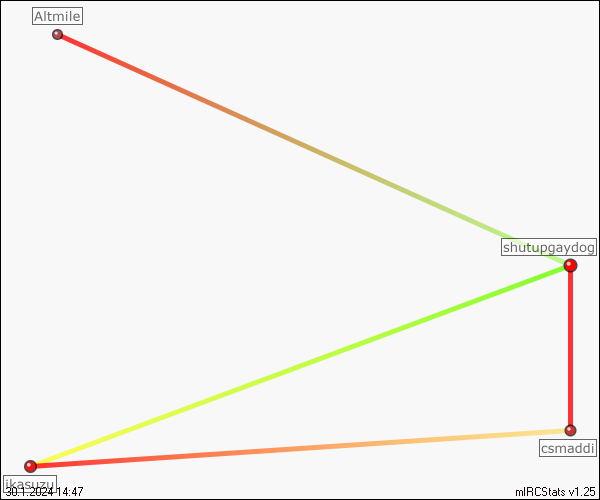 Altmile
shutupgaydog
csmaddi
ikasuzu
30.1.2024 14:47
mIRCStats v1.25